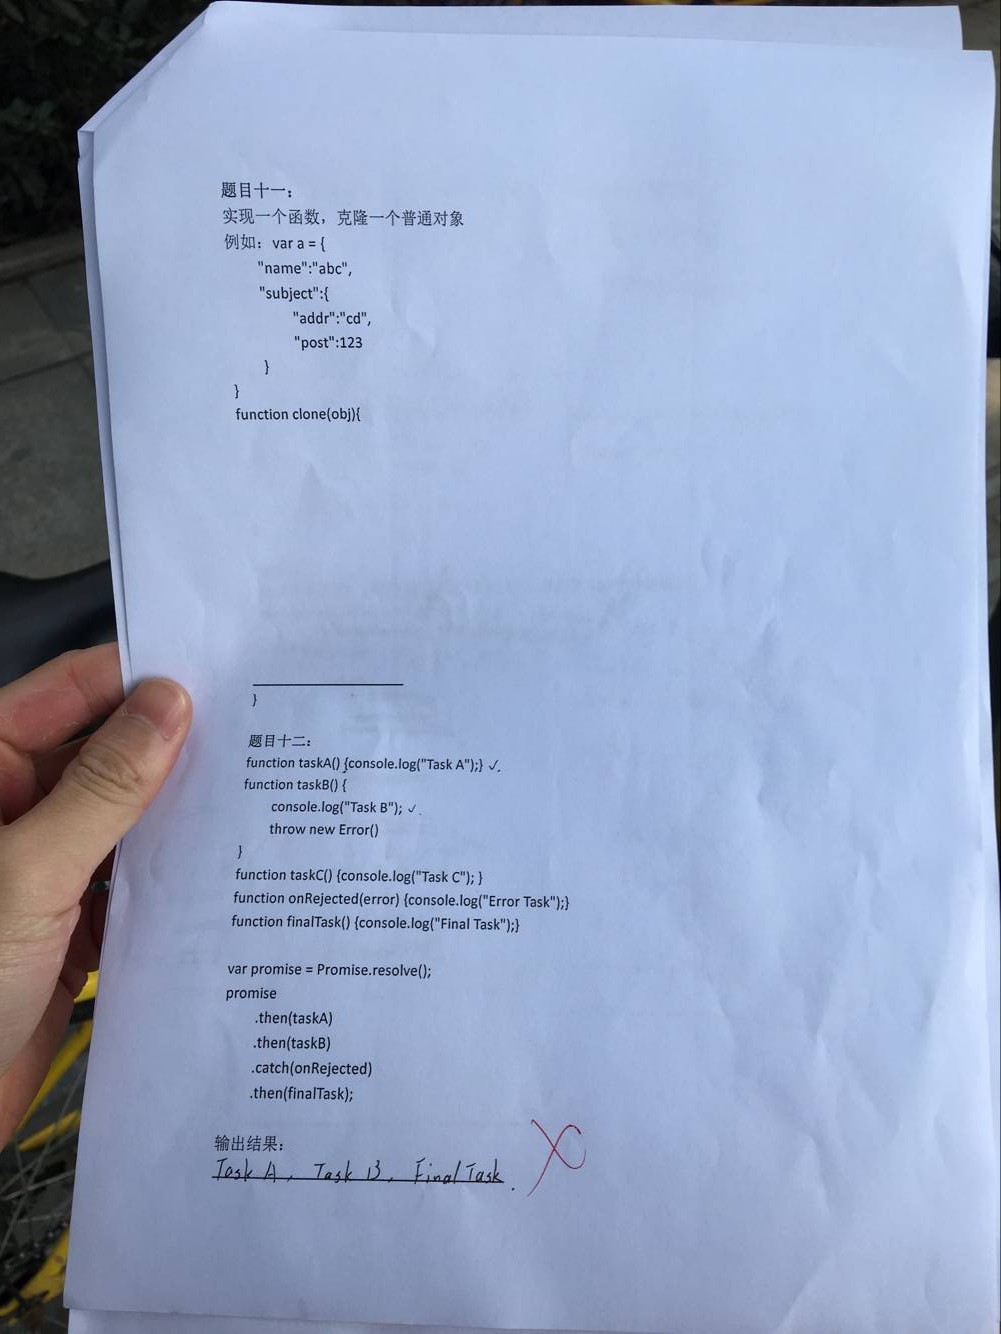 题目十一：
实现一个函数，克隆一个普通对象
例如：var a = {
"name":"abc",
"subject":{
"addr":"cd",
"post":123
}
}
function clone(obj){
}
题目十二：
function taskA() {console.log("Task A");} ✓.
function taskB() {
console.log("Task B"); ✓.
throw new Error()
}
function taskC() {console.log("Task C"); }
function onRejected(error) {console.log("Error Task");}
function finalTask() {console.log("Final Task");}
var promise = Promise.resolve();
promise
.then(taskA)
.then(taskB)
.catch(onRejected)
.then(finalTask);
输出结果：
Task A, Task B, Final Task.